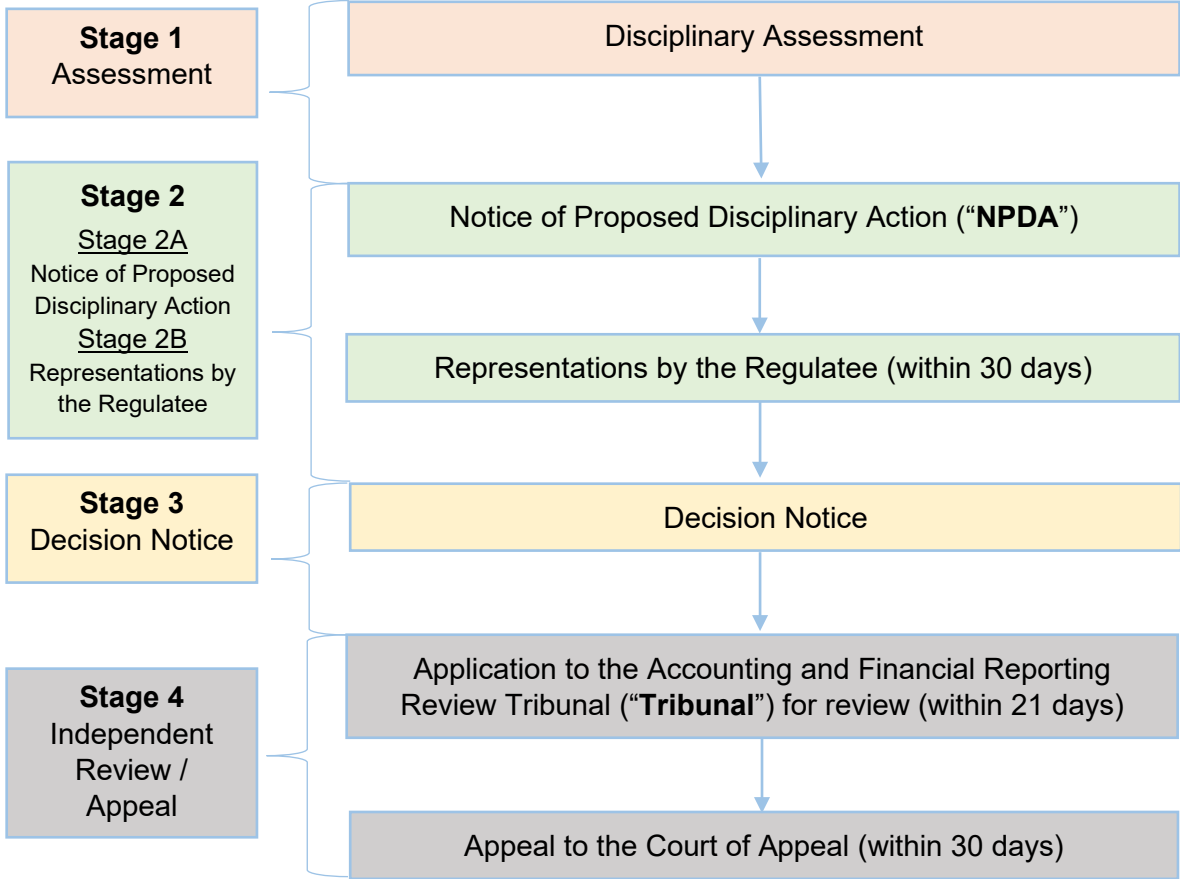 Stage 1
Assessment
Disciplinary Assessment
Stage 2
Stage 2A
Notice of Proposed
Disciplinary Action
Stage 2B
Representations by
the Regulatee
Notice of Proposed Disciplinary Action (“NPDA”)
Representations by the Regulatee (within 30 days)
Stage 3
Decision Notice
Decision Notice
Stage 4
Independent
Review /
Appeal
Application to the Accounting and Financial Reporting
Review Tribunal (“Tribunal”) for review (within 21 days)
Appeal to the Court of Appeal (within 30 days)